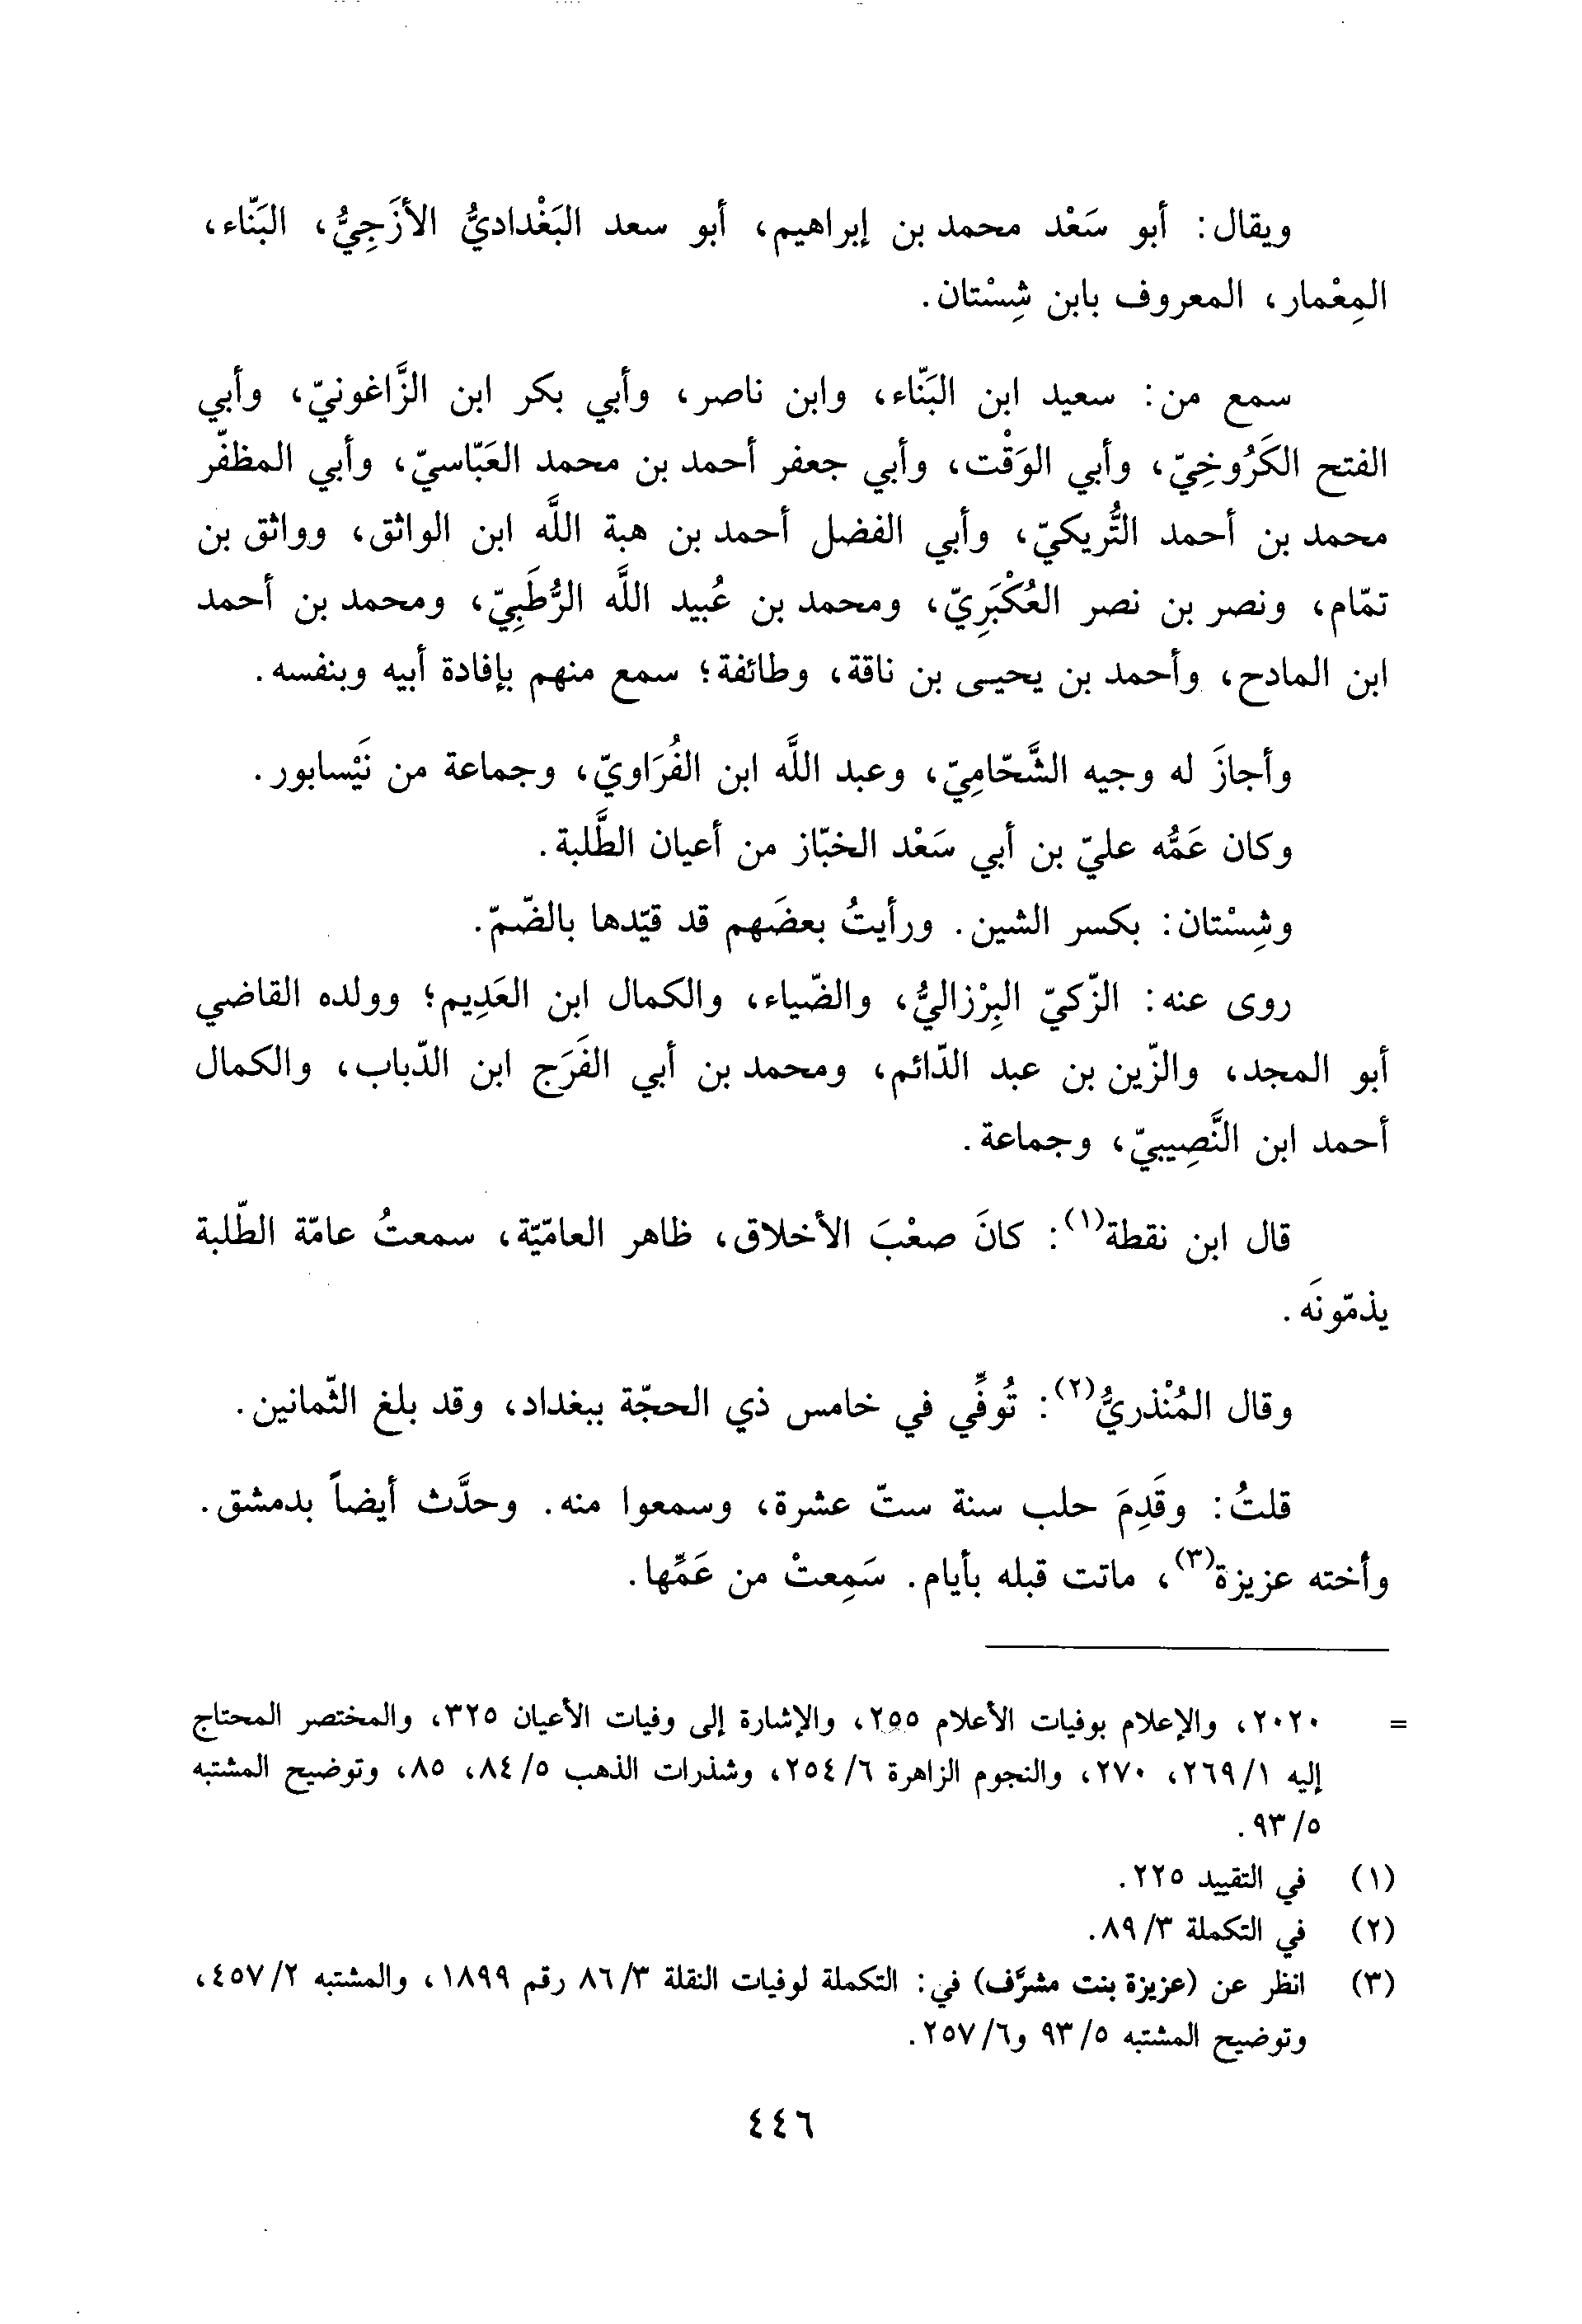 ويقال: أبو سَعْد محمد بن إبراهيم، أبو سعد البَغْداديُّ الأزَجِيُّ، البَنّاء،
المِعْمار، المعروف بابن شِسْتان.
سمع من: سعيد ابن البَنّاء، وابن ناصر، وأبي بكر ابن الزَّاغونيّ، وأبي
الفتح الكَرُوخِيّ، وأبي الوَقْت، وأبي جعفر أحمد بن محمد العَبّاسيّ، وأبي المظفّر
محمد بن أحمد التُّريكيّ، وأبي الفضل أحمد بن هبة اللَّه ابن الواثق، وواثق بن
تمّام، ونصر بن نصر العُكْبَرِيّ، ومحمد بن عُبيد اللَّه الرُّطَبِيّ، ومحمد بن أحمد
ابن المادح، وأحمد بن يحيى بن ناقة، وطائفة؛ سمع منهم بإفادة أبيه وبنفسه.
وأجازَ له وجيه الشَّحّامِيّ، وعبد اللَّه ابن الفُرَاويّ، وجماعة من نَيْسابور.
وكان عَمُّه عليّ بن أبي سَعْد الخبّاز من أعيان الطَّلبة.
وشِسْتان: بكسر الشين. ورأيتُ بعضَهم قد قيّدها بالضّمّ.
روى عنه: الزّكيّ البِرْزاليُّ، والضّياء، والكمال ابن العَدِيم؛ وولده القاضي
أبو المجد، والزّين بن عبد الدّائم، ومحمد بن أبي الفَرَج ابن الدّباب، والكمال
أحمد ابن النَّصِيبيّ، وجماعة.
قال ابن نقطة(١): كانَ صعْبَ الأخلاق، ظاهر العامّيّة، سمعتُ عامّة الطّلبة
يذمّونَه.
وقال المُنْذريُّ(٢): تُوفِّي في خامس ذي الحجّة ببغداد، وقد بلغ الثّمانين.
قلتُ: وقَدِمَ حلب سنة ستّ عشرة، وسمعوا منه. وحدَّث أيضاً بدمشق.
وأخته عزيزة(٣)، ماتت قبله بأيام. سَمِعتْ من عَمِّها.
= ٢٠٢٠، والإعلام بوفيات الأعلام ٢٥٥، والإشارة إلى وفيات الأعيان ٣٢٥، والمختصر المحتاج
إليه ١/ ٢٦٩، ٢٧٠، والنجوم الزاهرة ٦/ ٢٥٤، وشذرات الذهب ٥/ ٨٤، ٨٥، وتوضيح المشتبه
٥/ ٩٣.
(١) في التقييد ٢٢٥.
(٢) في التكملة ٣/ ٨٩.
(٣) انظر عن (عزيزة بنت مشرَّف) في: التكملة لوفيات النقلة ٣/ ٨٦ رقم ١٨٩٩، والمشتبه ٢/ ٤٥٧،
وتوضيح المشتبه ٥/ ٩٣ و٦/ ٢٥٧.
٤٤٦